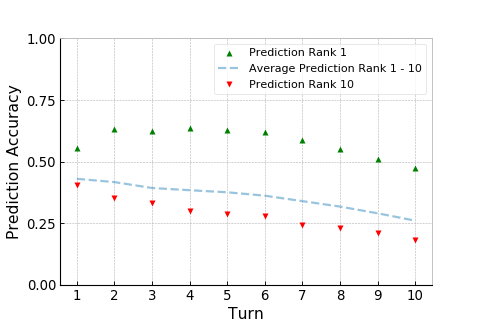 1.00
0.75
0.50
0.25
0.00
Prediction Accuracy
Prediction Rank 1
Average Prediction Rank 1 - 10
Prediction Rank 10
1 2 3 4 5 6 7 8 9 10
Turn